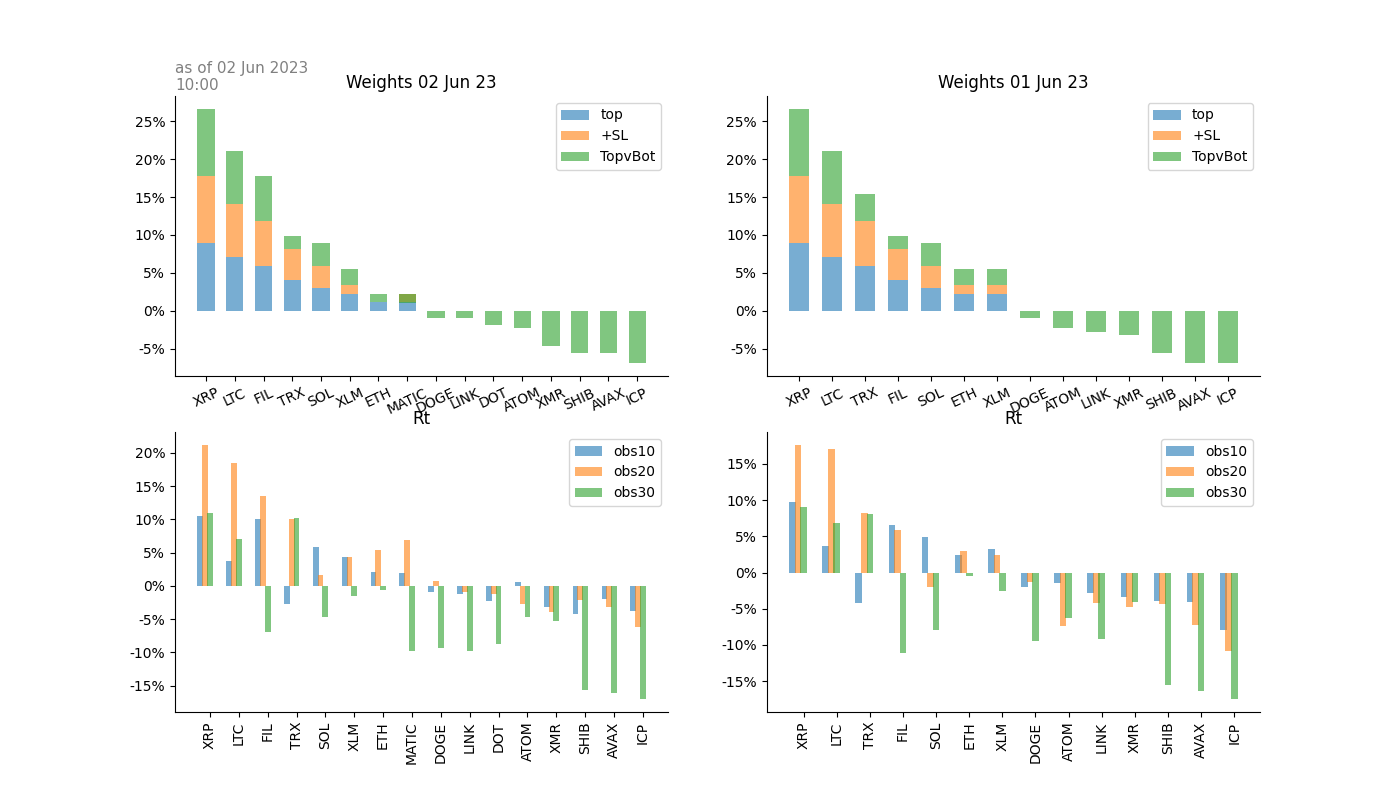 as of 02 Jun 2023
10:00
Weights 02 Jun 23
25%
20%
15%
10%
5%
0%
-5%
top
+SL
TopvBot
XRP LTC FIL TRX SOL XLM ETH MATIC DOGE LINK DOT ATOM XMR SHIB AVAX ICP
Weights 01 Jun 23
25%
20%
15%
10%
5%
0%
-5%
top
+SL
TopvBot
XRP LTC TRX FIL SOL ETH XLM DOGE ATOM LINK XMR SHIB AVAX ICP
Rt
20%
15%
10%
5%
0%
-5%
-10%
-15%
obs10
obs20
obs30
XRP LTC FIL TRX SOL XLM ETH MATIC DOGE LINK DOT ATOM XMR SHIB AVAX ICP
Rt
15%
10%
5%
0%
-5%
-10%
-15%
obs10
obs20
obs30
XRP LTC TRX FIL SOL ETH XLM DOGE ATOM LINK XMR SHIB AVAX ICP